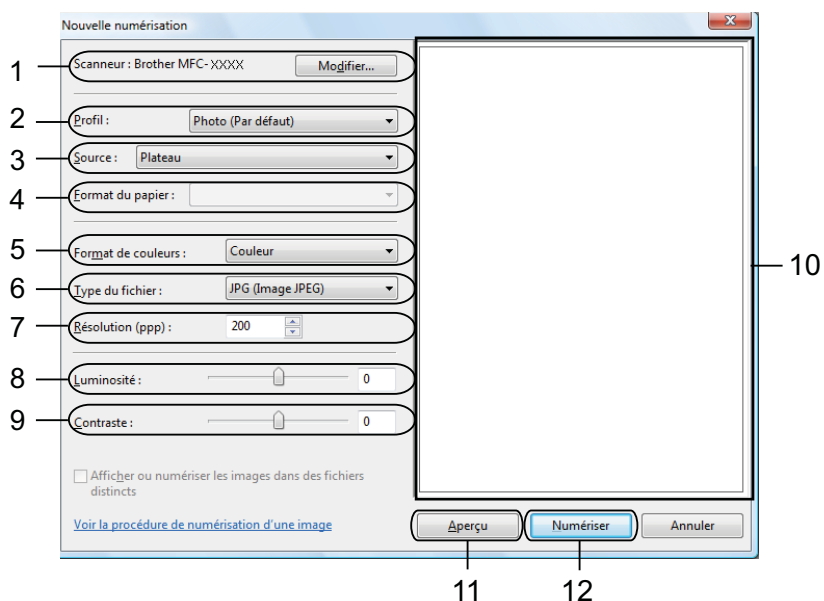 Nouvelle numérisation
1 Scanneur : Brother MFC-XXXX Modifier...
2 Profil : Photo (Par défaut)
3 Source : Plateau
4 Format du papier :
5 Format de couleurs : Couleur
6 Type du fichier : JPG (Image JPEG)
10
7 Résolution (ppp) : 200
8 Luminosité : 0
9 Contraste : 0
Afficher ou numériser les images dans des fichiers
distincts
Voir la procédure de numérisation d'une image
Aperçu Numériser Annuler
11 12